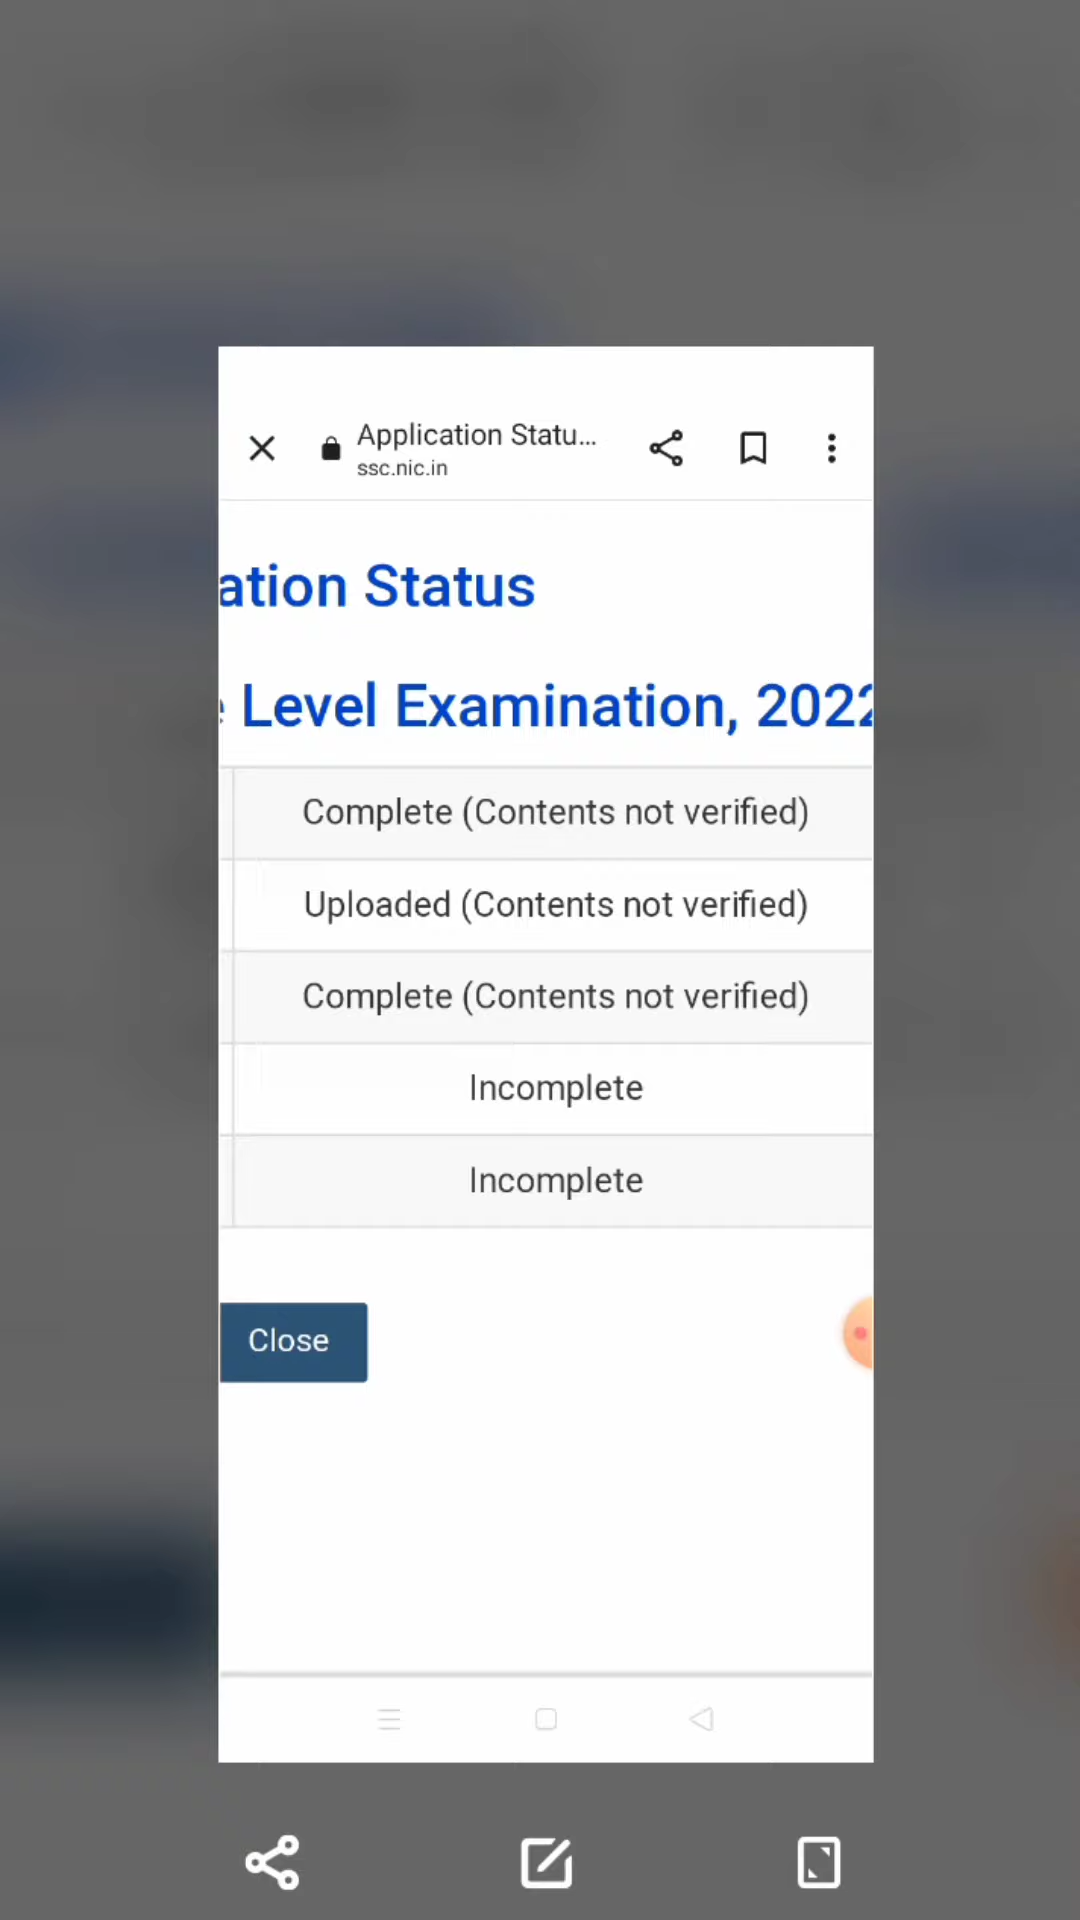 Application Statu...
ssc.nic.in
ation Status
Level Examination, 2022
Complete (Contents not verified)
Uploaded (Contents not verified)
Complete (Contents not verified)
Incomplete
Incomplete
Close